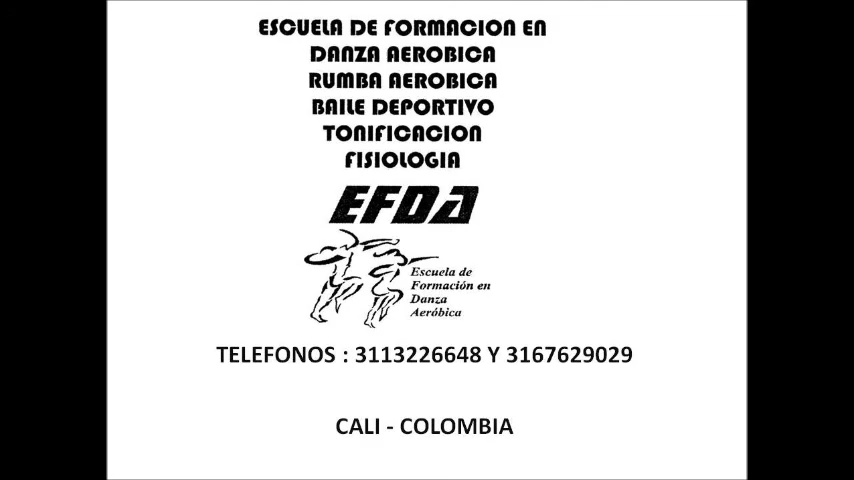 ESCUELA DE FORMACION EN
DANZA AEROBICA
RUMBA AEROBICA
BAILE DEPORTIVO
TONIFICACION
FISIOLOGIA
EFDA
Escuela de
Formación en
Danza
Aeróbica
TELEFONOS : 3113226648 Y 3167629029
CALI - COLOMBIA